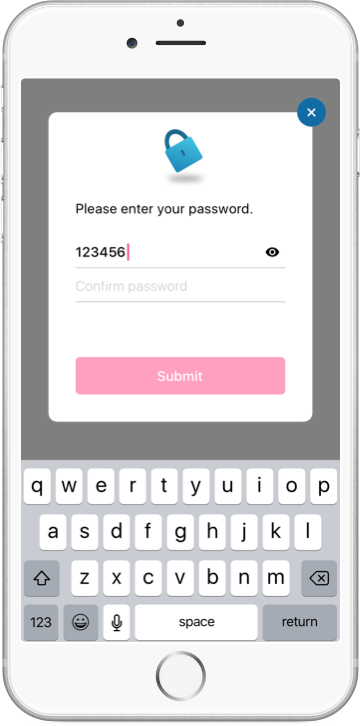 Please enter your password.
123456
Confirm password
Submit
q w e r t y u i o p
a s d f g h j k l
z x c v b n m
123 space return